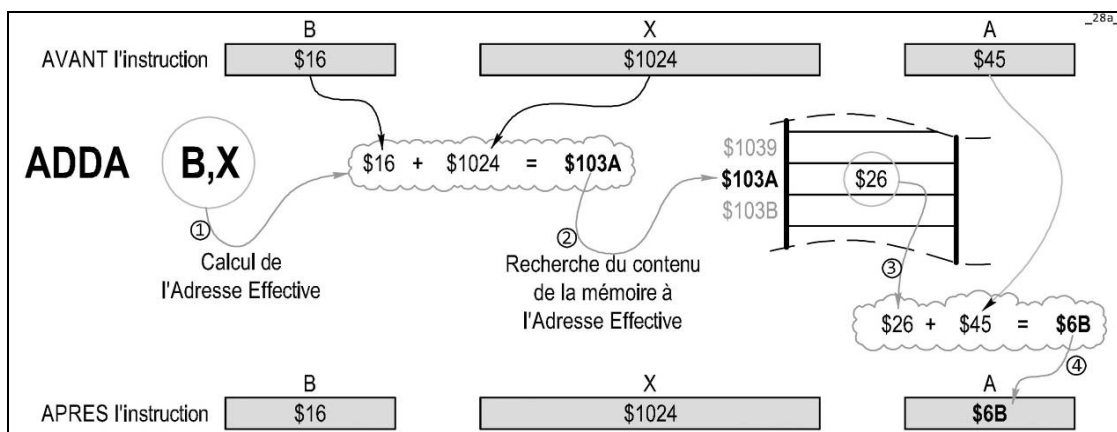 _28a_
B X A
AVANT l'instruction $16 $1024 $45
ADDA B,X $16 + $1024 = $103A
$1039
$103A $26
$103B
①
Calcul de
l'Adresse Effective
②
Recherche du contenu
de la mémoire à
l'Adresse Effective
③
$26 + $45 = $6B
④
B X A
APRES l'instruction $16 $1024 $6B